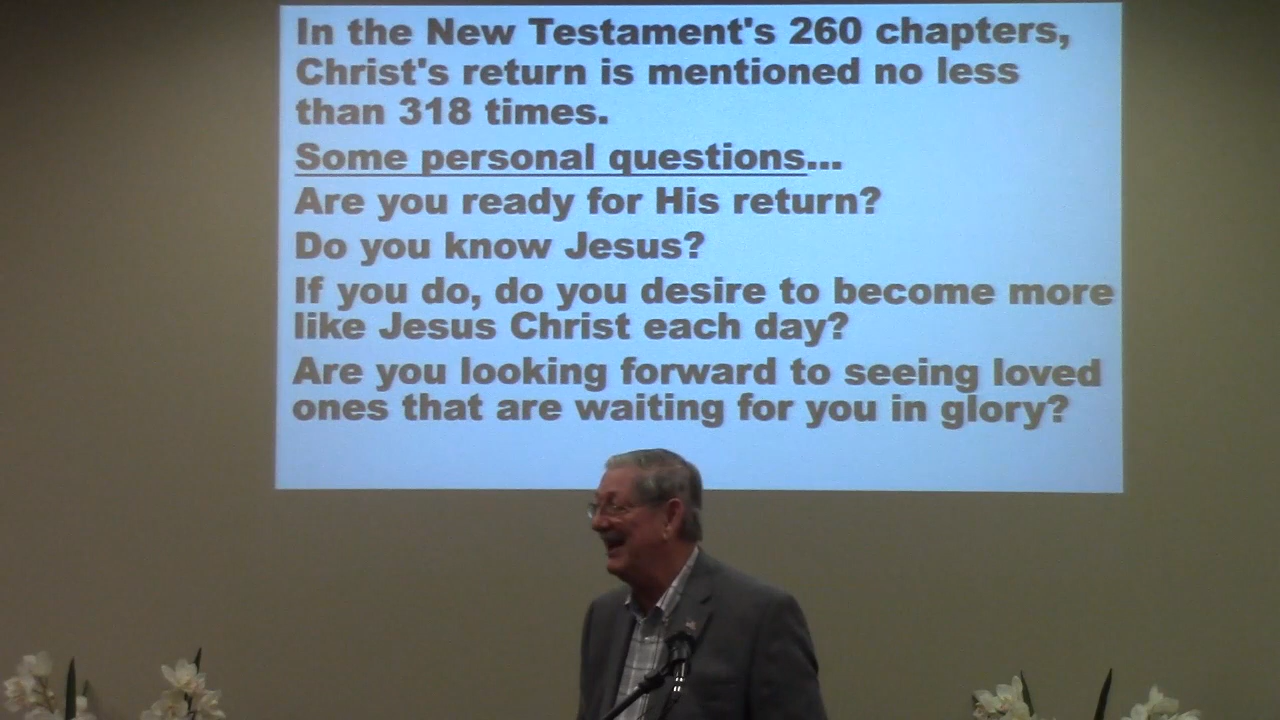 In the New Testament's 260 chapters,
Christ's return is mentioned no less
than 318 times.
Some personal questions...
Are you ready for His return?
Do you know Jesus?
If you do, do you desire to become more
like Jesus Christ each day?
Are you looking forward to seeing loved
ones that are waiting for you in glory?